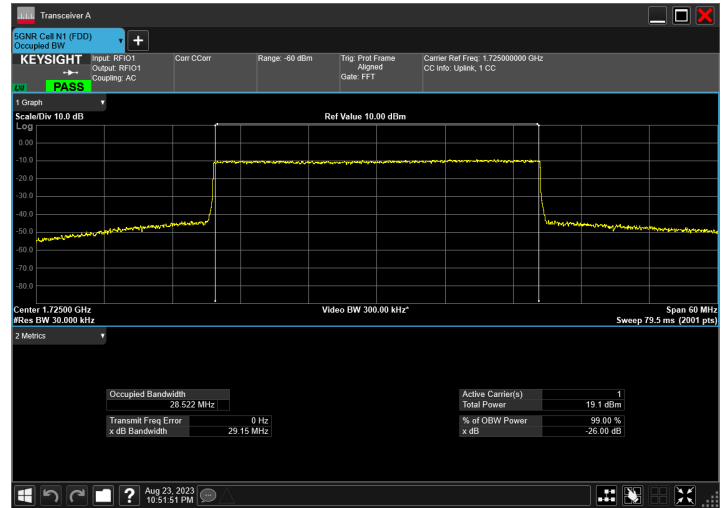 Transceiver A
5GNR Cell N1 (FDD)
Occupied BW
KEYSIGHT
LXI
PASS
Input: RFIO1
Output: RFIO1
Coupling: AC
Corr CCorr
Range: -60 dBm
Trig: Prot Frame
Aligned
Gate: FFT
Carrier Ref Freq: 1.725000000 GHz
CC Info: Uplink, 1 CC
1 Graph
Scale/Div 10.0 dB
Ref Value 10.00 dBm
Log
0.00
-10.0
-20.0
-30.0
-40.0
-50.0
-60.0
-70.0
-80.0
Center 1.72500 GHz
Video BW 300.00 kHz*
Span 60 MHz
#Res BW 30.000 kHz
Sweep 79.5 ms (2001 pts)
2 Metrics
Occupied Bandwidth
28.522 MHz
Transmit Freq Error 0 Hz
x dB Bandwidth 29.15 MHz
Active Carrier(s) 1
Total Power 19.1 dBm
% of OBW Power 99.00 %
x dB -26.00 dB
Aug 23, 2023
10:51:51 PM